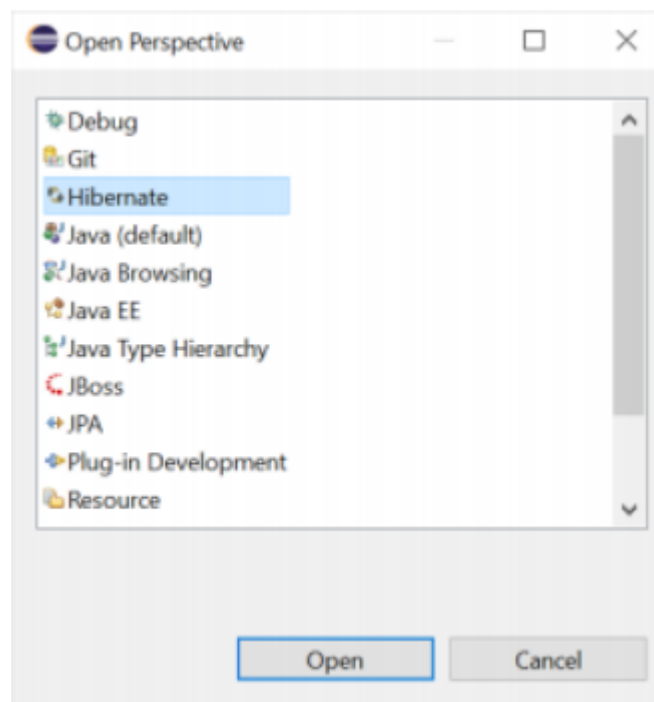 Open Perspective
Debug
Git
Hibernate
Java (default)
Java Browsing
Java EE
Java Type Hierarchy
JBoss
JPA
Plug-in Development
Resource
Open Cancel